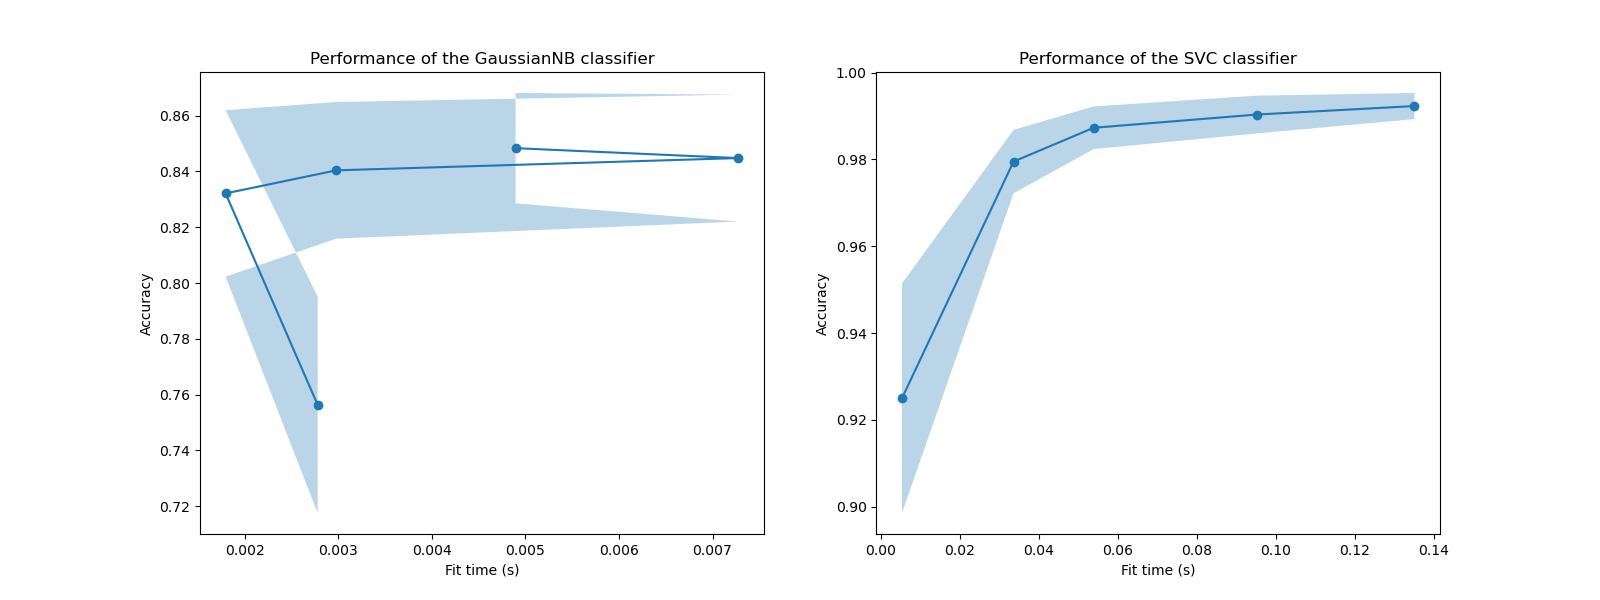 Performance of the GaussianNB classifier
0.86
0.84
0.82
0.80
0.78
0.76
0.74
0.72
Accuracy
0.002 0.003 0.004 0.005 0.006 0.007
Fit time (s)
Performance of the SVC classifier
1.00
0.98
0.96
0.94
0.92
0.90
Accuracy
0.00 0.02 0.04 0.06 0.08 0.10 0.12 0.14
Fit time (s)